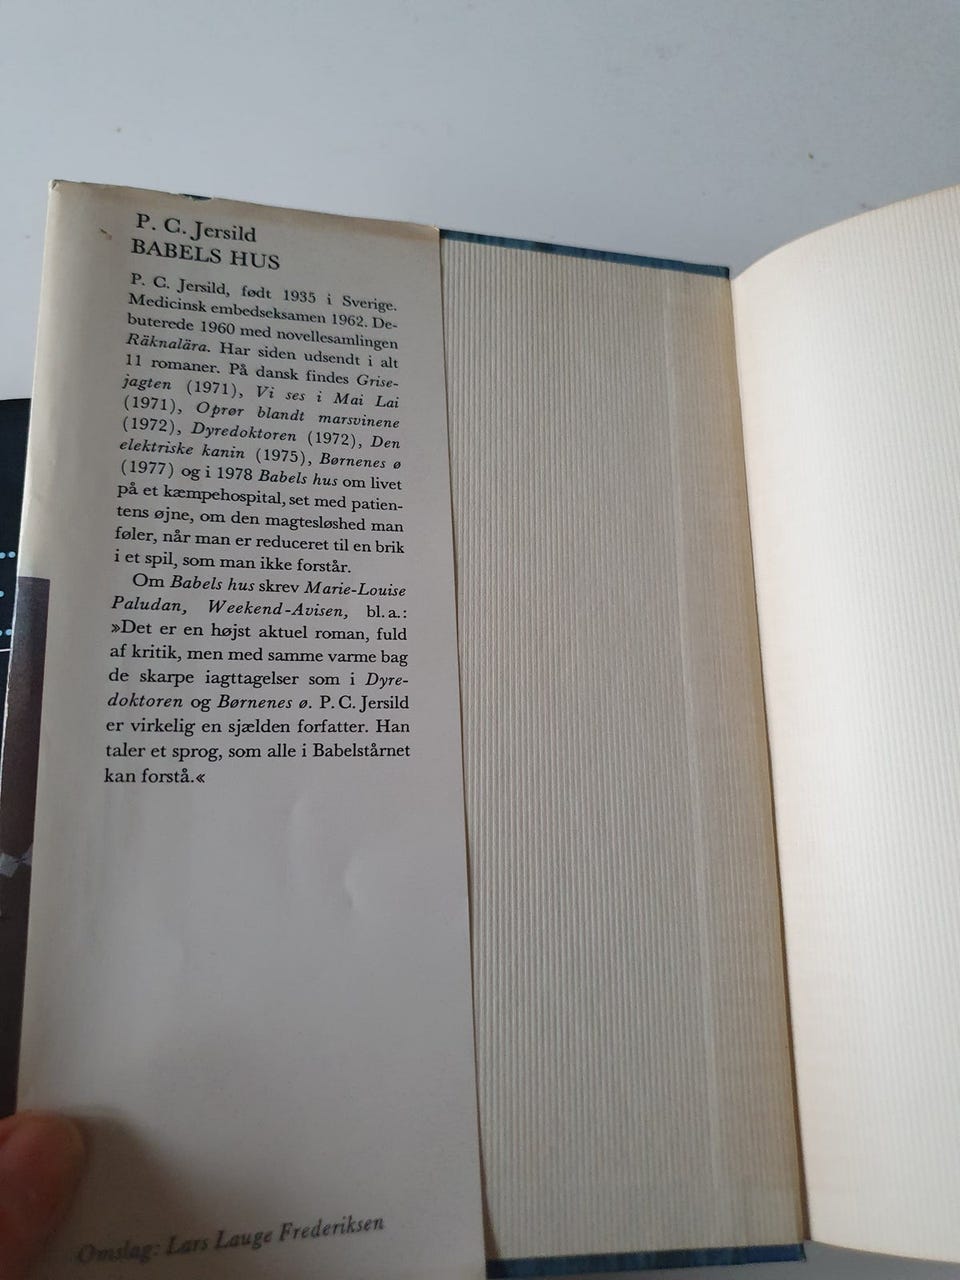 P. C. Jersild
BABELS HUS
P. C. Jersild, født 1935 i Sverige.
Medicinsk embedseksamen 1962. De-
buterede 1960 med novellesamlingen
Räknalära. Har siden udsendt i alt
11 romaner. På dansk findes Grise-
jagten (1971), Vi ses i Mai Lai
(1971), Oprør blandt marsvinene
(1972), Dyredoktoren (1972), Den
elektriske kanin (1975), Børnenes ø
(1977) og i 1978 Babels hus om livet
på et kæmpehospital, set med patien-
tens øjne, om den magtesløshed man
føler, når man er reduceret til en brik
i et spil, som man ikke forstår.
Om Babels hus skrev Marie-Louise
Paludan, Weekend-Avisen, bl. a.:
»Det er en højst aktuel roman, fuld
af kritik, men med samme varme bag
de skarpe iagttagelser som i Dyre-
doktoren og Børnenes ø. P. C. Jersild
er virkelig en sjælden forfatter. Han
taler et sprog, som alle i Babelstårnet
kan forstå.«
Omslag: Lars Lauge Frederiksen